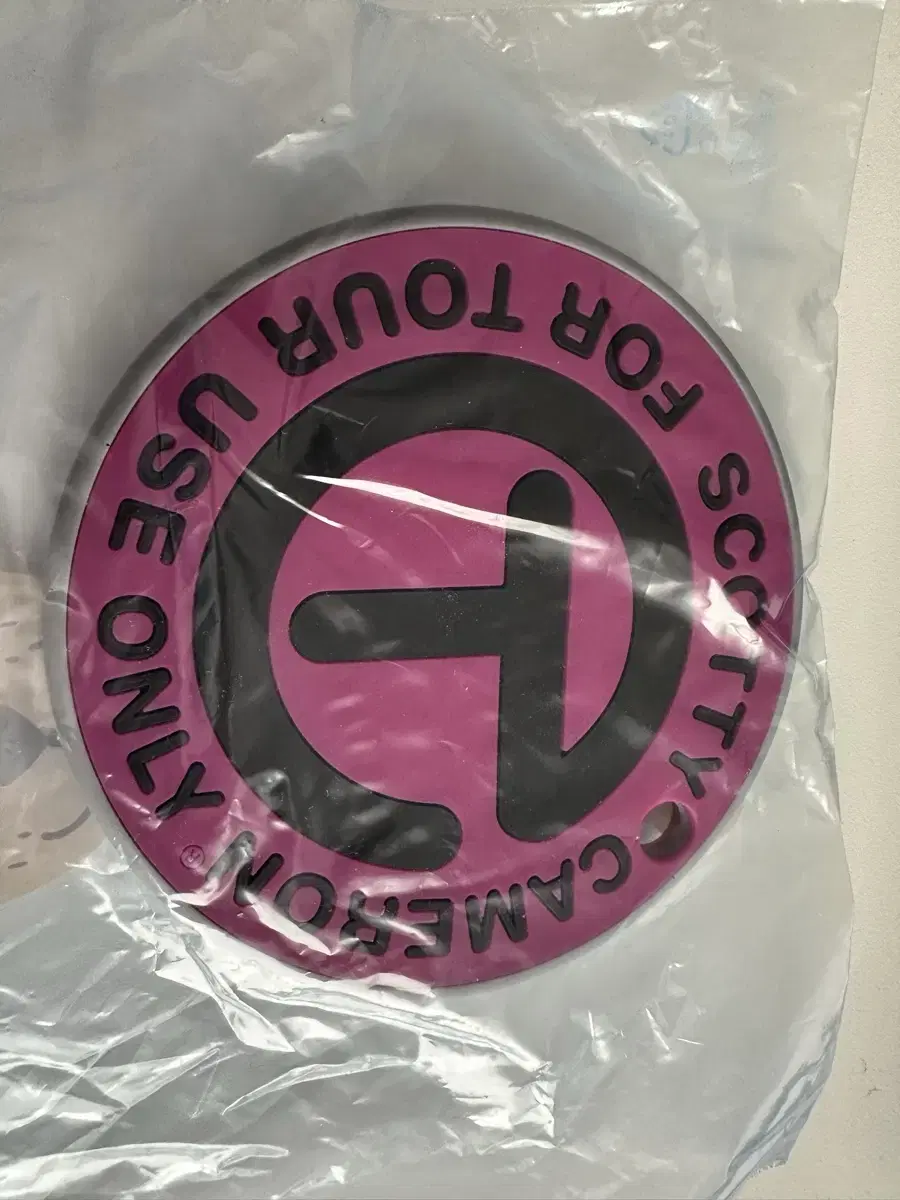 SCOTTY • CAMERON
®
FOR TOUR USE ONLY
T